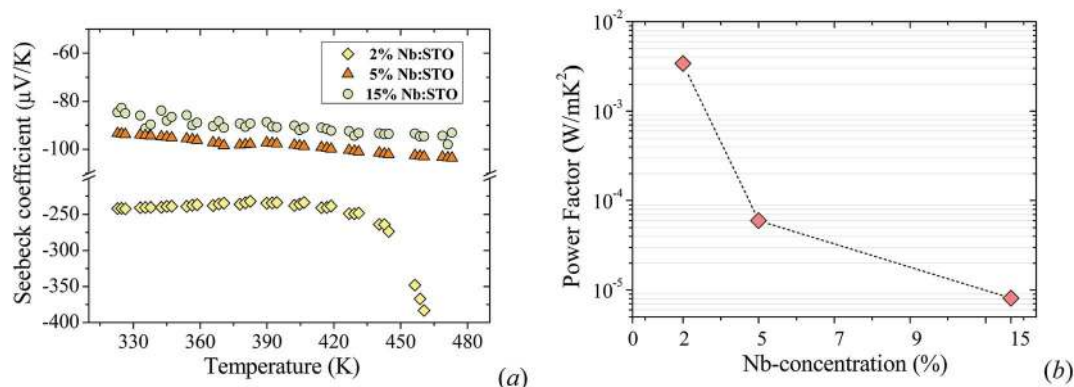 -60
-80
-100
-250
-300
-350
-400
330
360
390
420
450
480
Seebeck coefficient (μV/K)
Temperature (K)
2% Nb:STO
5% Nb:STO
15% Nb:STO
(a)
10⁻²
10⁻³
10⁻⁴
10⁻⁵
0
2
5
7
9
15
Power Factor (W/mK²)
Nb-concentration (%)
(b)